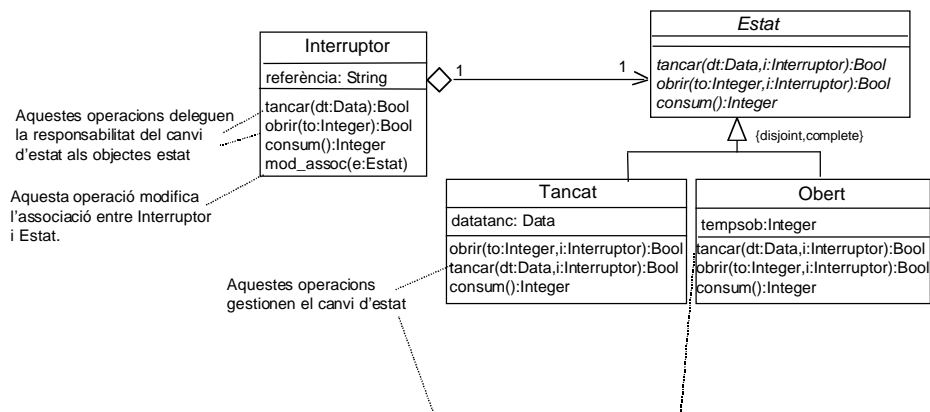 Interruptor
referència: String
tancar(dt:Data):Bool
obrir(to:Integer):Bool
consum():Integer
mod_assoc(e:Estat)
1
1
Estat
tancar(dt:Data,i:Interruptor):Bool
obrir(to:Integer,i:Interruptor):Bool
consum():Integer
{disjoint,complete}
Aquestes operacions deleguen
la responsabilitat del canvi
d'estat als objectes estat
Aquesta operació modifica
l'associació entre Interruptor
i Estat.
Tancat
datatanc: Data
obrir(to:Integer,i:Interruptor):Bool
tancar(dt:Data,i:Interruptor):Bool
consum():Integer
Obert
tempsob:Integer
tancar(dt:Data,i:Interruptor):Bool
obrir(to:Integer,i:Interruptor):Bool
consum():Integer
Aquestes operacions
gestionen el canvi d'estat